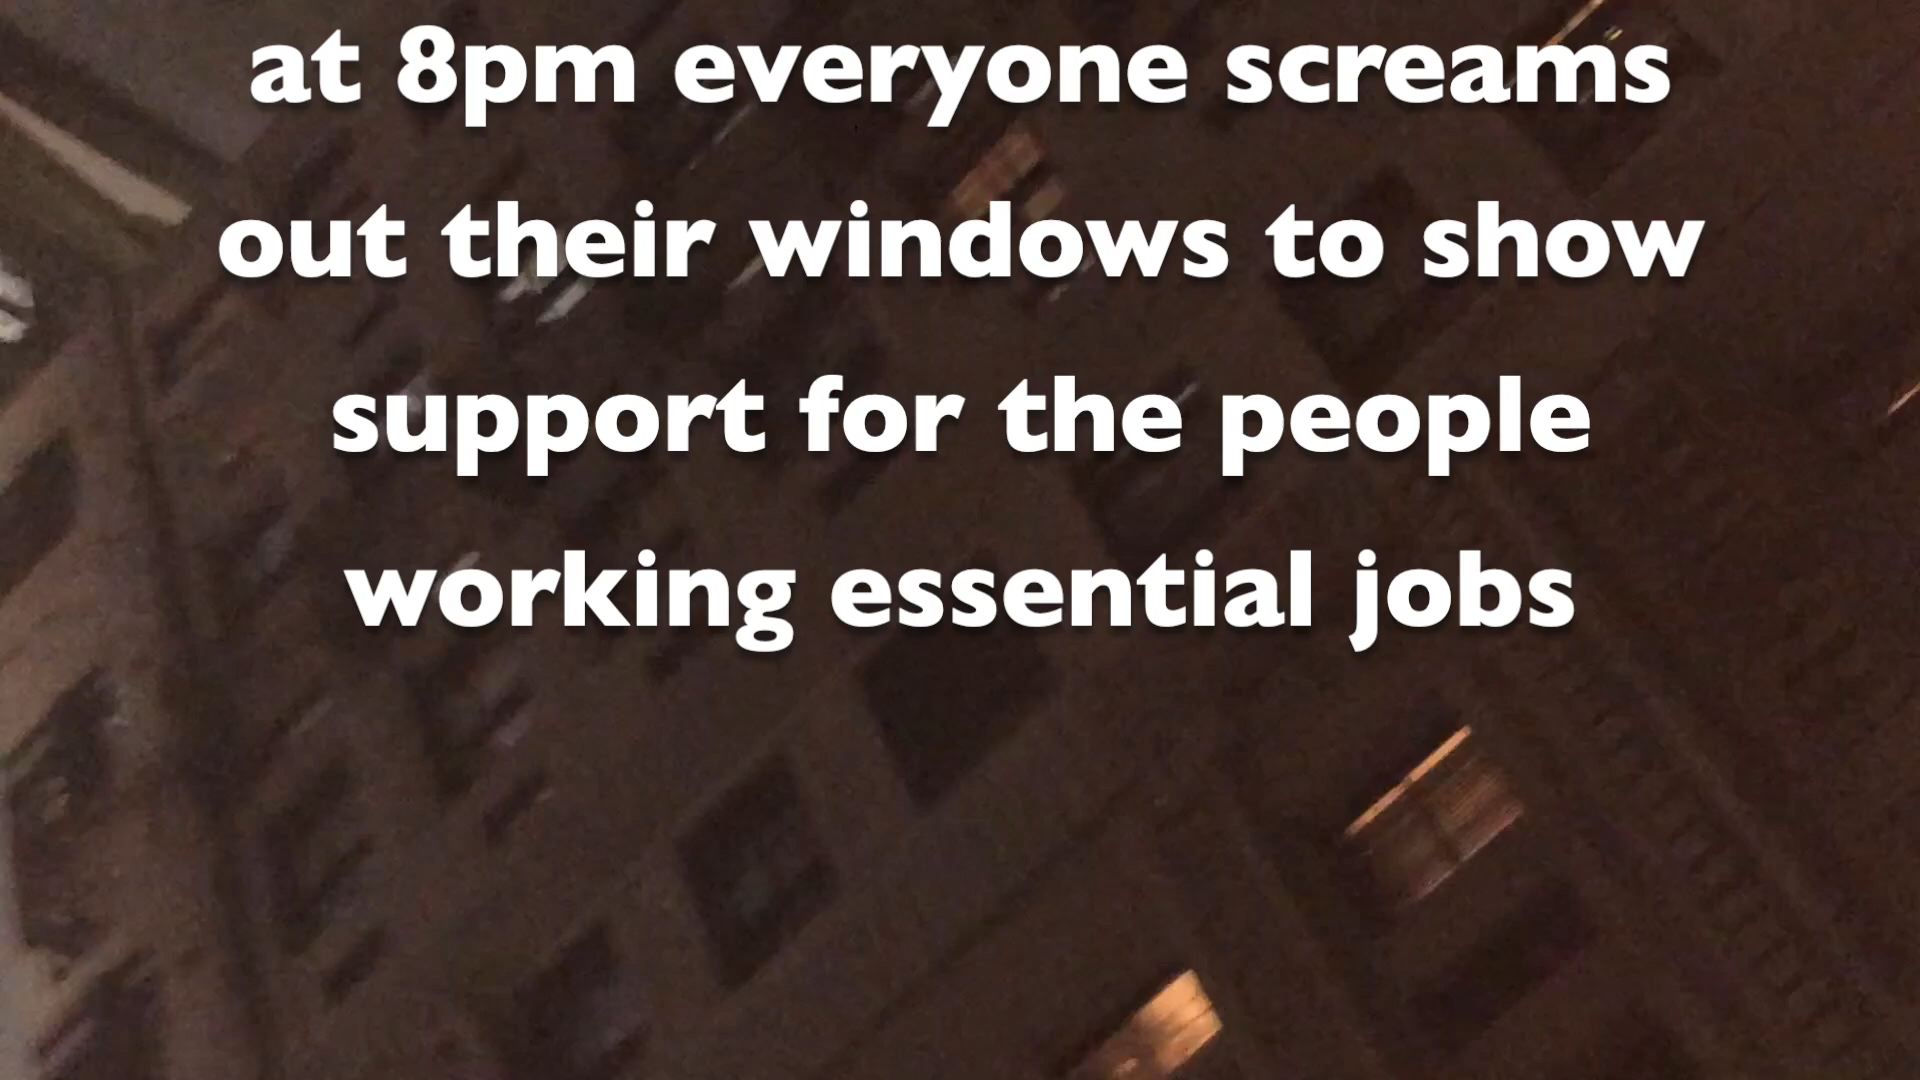 at 8pm everyone screams
out their windows to show
support for the people
working essential jobs